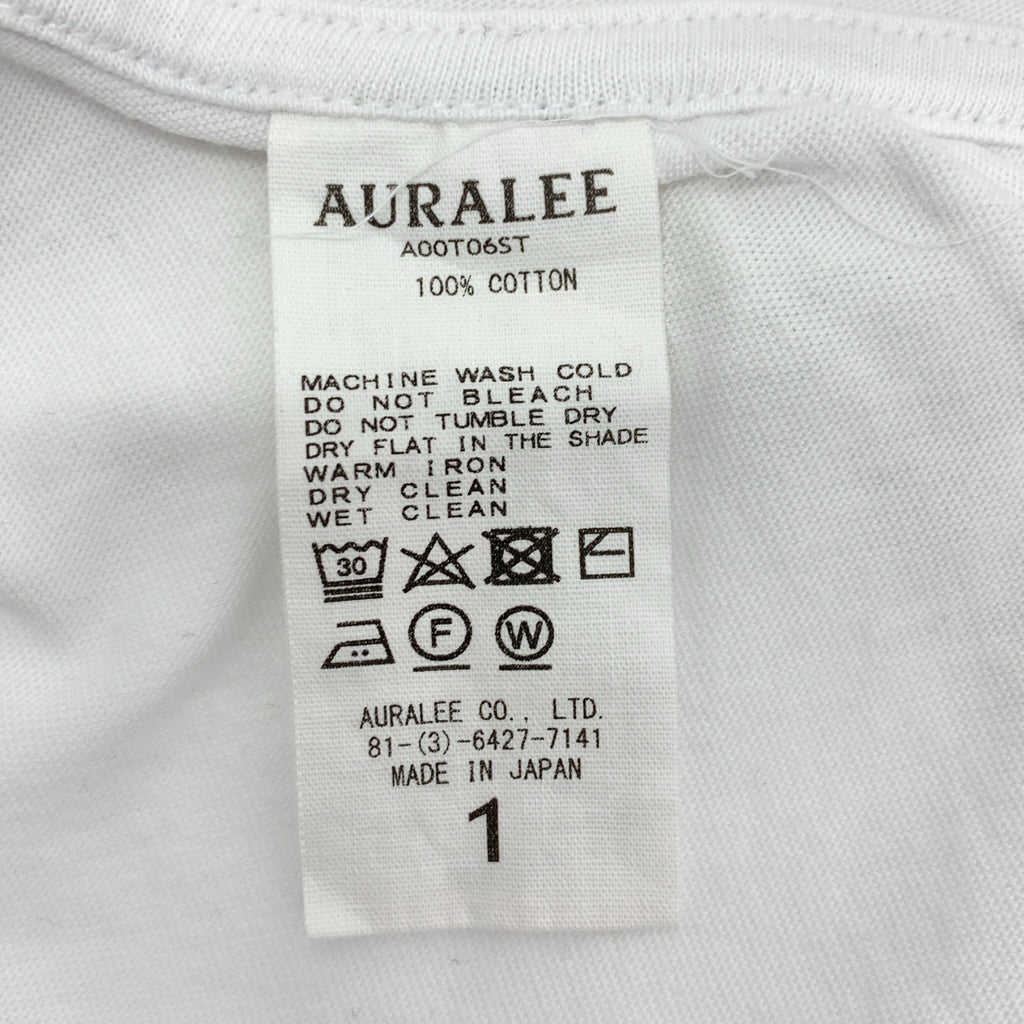 AURALEE
A00T06ST
100% COTTON
MACHINE WASH COLD
DO NOT BLEACH
DO NOT TUMBLE DRY
DRY FLAT IN THE SHADE
WARM IRON
DRY CLEAN
WET CLEAN
30
F W
AURALEE CO., LTD.
81-(3)-6427-7141
MADE IN JAPAN
1